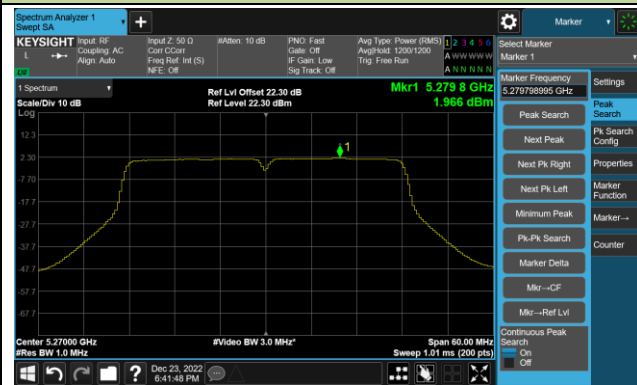 Spectrum Analyzer 1
Swept SA
Marker
KEYSIGHT
Input: RF
Coupling: AC
Align: Auto
Input Z: 50 Ω
Corr CCorr
Freq Ref: Int (S)
NFE: Off
#Atten: 10 dB
PNO: Fast
Gate: Off
IF Gain: Low
Sig Track: Off
Avg Type: Power (RMS)
Avg|Hold: 1200/1200
Trig: Free Run
1 2 3 4 5 6
A W W W W W
A N N N N N
L
LXI
Select Marker
Marker 1
1 Spectrum
Scale/Div 10 dB
Log
Ref Lvl Offset 22.30 dB
Ref Level 22.30 dBm
Mkr1 5.279 8 GHz
1.966 dBm
12.3
2.30
-7.70
-17.7
-27.7
-37.7
-47.7
-57.7
-67.7
1
Center 5.27000 GHz
#Res BW 1.0 MHz
#Video BW 3.0 MHz*
Span 60.00 MHz
Sweep 1.01 ms (200 pts)
Marker Frequency
5.279798995 GHz
Peak Search
Next Peak
Next Pk Right
Next Pk Left
Minimum Peak
Pk-Pk Search
Marker Delta
Mkr→CF
Mkr→Ref Lvl
Continuous Peak
Search
On
Off
Settings
Peak
Search
Pk Search
Config
Properties
Marker
Function
Marker→
Counter
Dec 23, 2022
6:41:48 PM